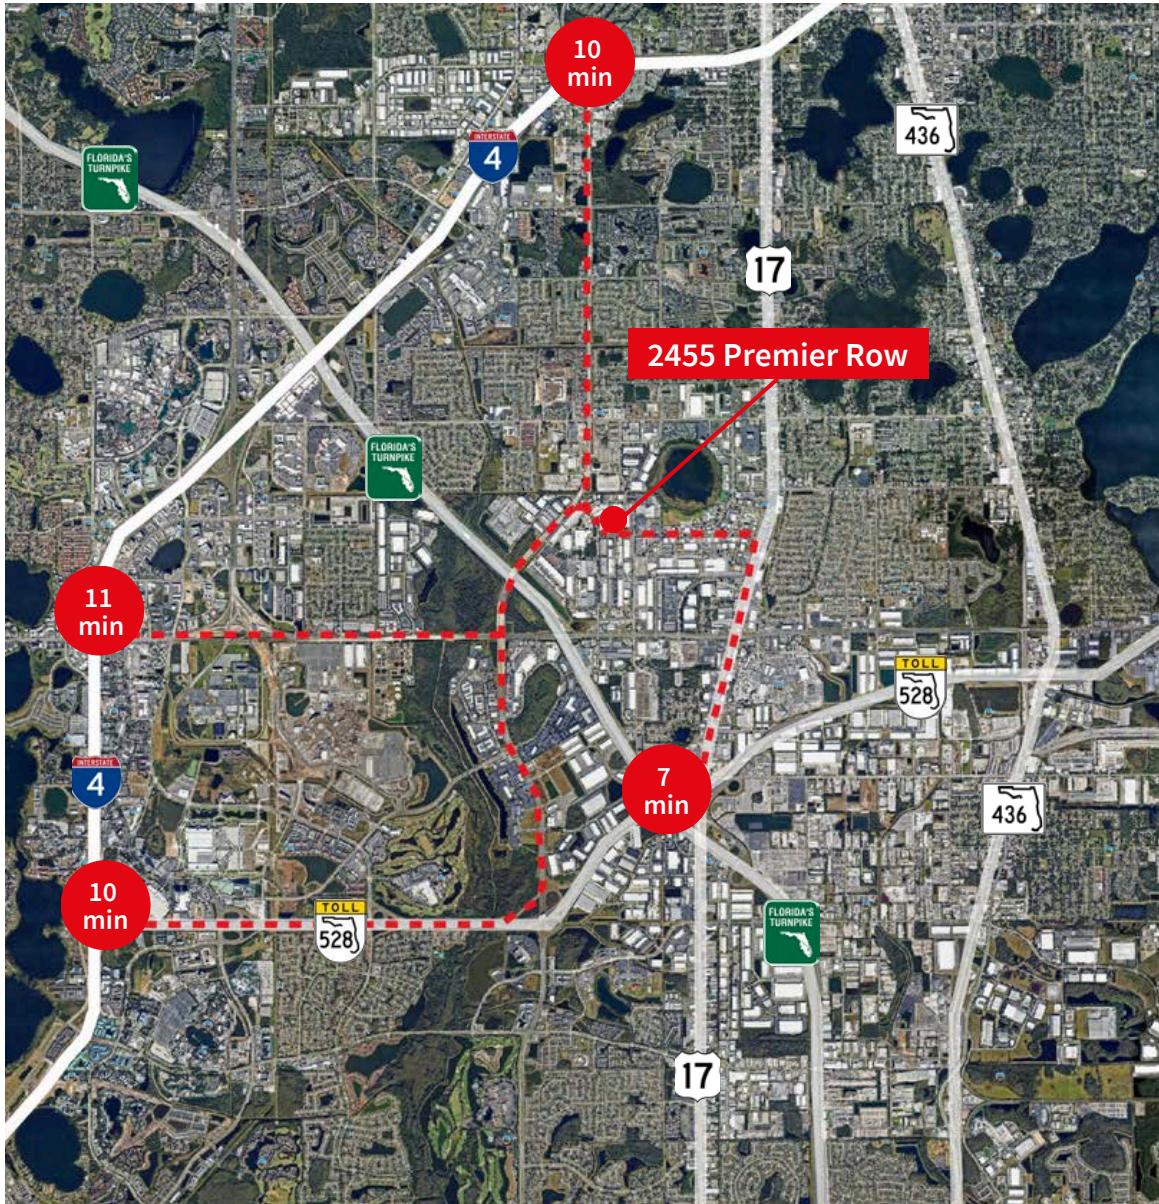 10
min
436
INTERSTATE
4
FLORIDA'S
TURNPIKE
17
2455 Premier Row
FLORIDA'S
TURNPIKE
11
min
TOLL
528
INTERSTATE
4
7
min
436
10
min
TOLL
528
FLORIDA'S
TURNPIKE
17